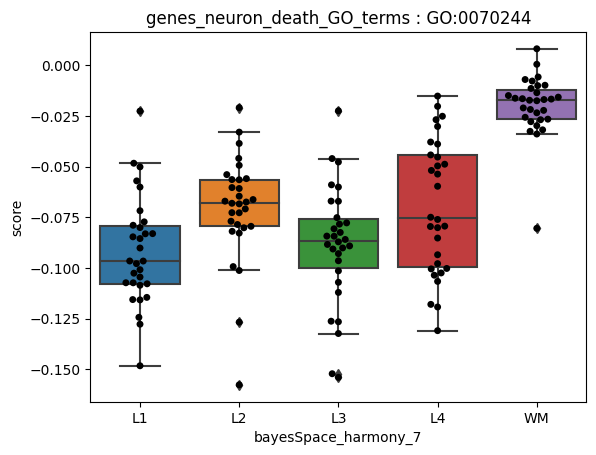 genes_neuron_death_GO_terms : GO:0070244
0.000
−0.025
−0.050
−0.075
−0.100
−0.125
−0.150
score
L1 L2 L3 L4 WM
bayesSpace_harmony_7